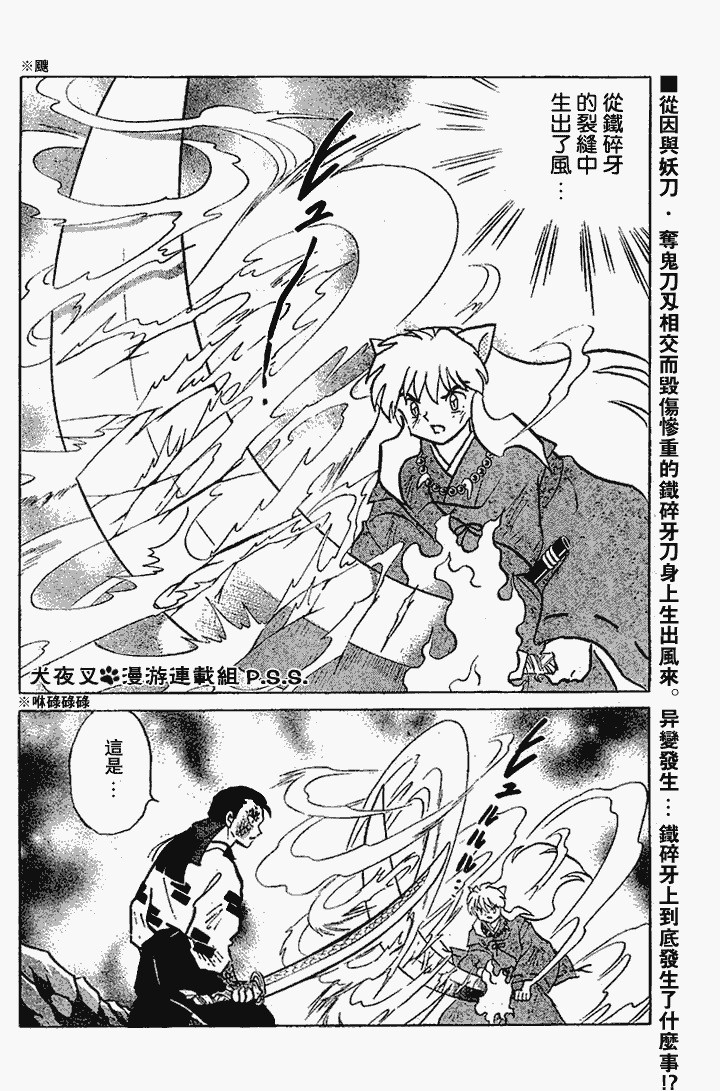 ■從因與妖刀·奪鬼刀刄相交而毀傷慘重的鐵碎牙刀身上生出風來。异變發生…鐵碎牙上到底發生了什麼事!?
※颼
從鐵碎牙
的裂縫中
生出了風…
ヒュ––…
犬夜叉 漫游連載組 P.S.S.
※咻碌碌碌
ヒュルルル…
這是…